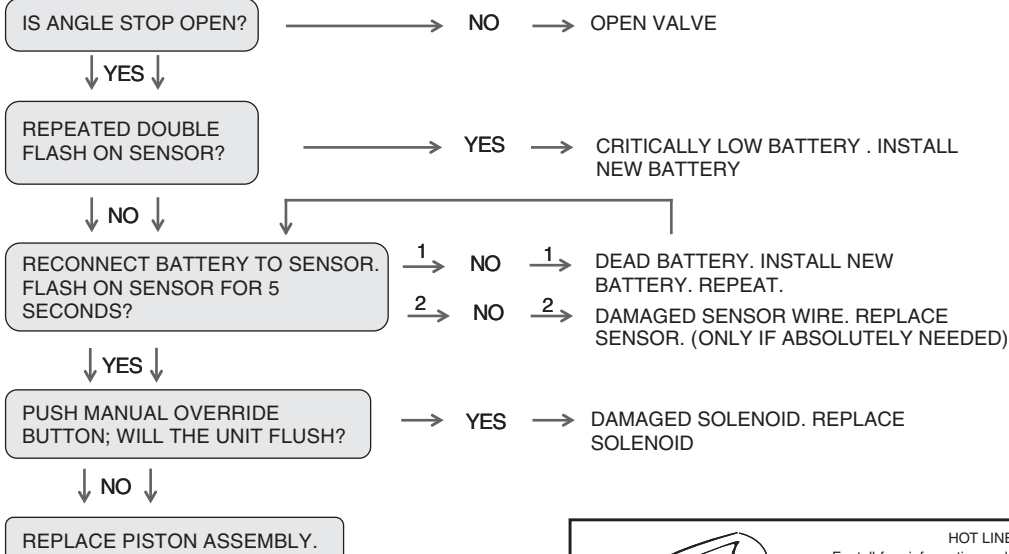 IS ANGLE STOP OPEN?
NO
OPEN VALVE
YES
REPEATED DOUBLE
FLASH ON SENSOR?
YES
CRITICALLY LOW BATTERY . INSTALL
NEW BATTERY
NO
RECONNECT BATTERY TO SENSOR.
FLASH ON SENSOR FOR 5
SECONDS?
1
NO
1
DEAD BATTERY. INSTALL NEW
BATTERY. REPEAT.
2
NO
2
DAMAGED SENSOR WIRE. REPLACE
SENSOR. (ONLY IF ABSOLUTELY NEEDED)
YES
PUSH MANUAL OVERRIDE
BUTTON; WILL THE UNIT FLUSH?
YES
DAMAGED SOLENOID. REPLACE
SOLENOID
NO
REPLACE PISTON ASSEMBLY.
HOT LINE